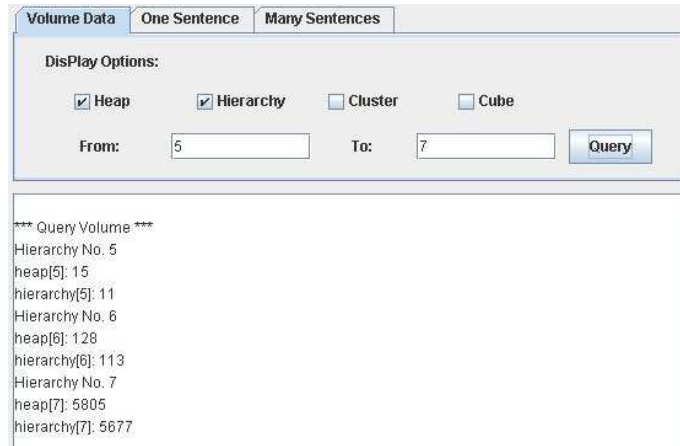 Volume Data One Sentence Many Sentences
DisPlay Options:
Heap Hierarchy Cluster Cube
From: 5 To: 7 Query
*** Query Volume ***
Hierarchy No. 5
heap[5]: 15
hierarchy[5]: 11
Hierarchy No. 6
heap[6]: 128
hierarchy[6]: 113
Hierarchy No. 7
heap[7]: 5805
hierarchy[7]: 5677